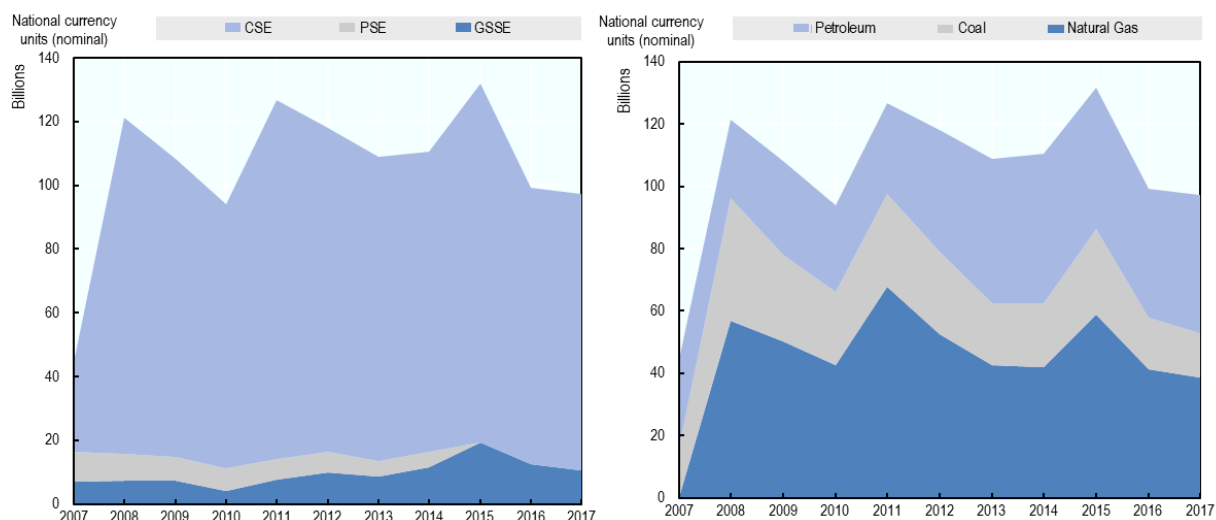 National currency
units (nominal)
CSE PSE GSSE
Billions
140
120
100
80
60
40
20
0
2007 2008 2009 2010 2011 2012 2013 2014 2015 2016 2017
National currency
units (nominal)
Petroleum Coal Natural Gas
Billions
140
120
100
80
60
40
20
0
2007 2008 2009 2010 2011 2012 2013 2014 2015 2016 2017